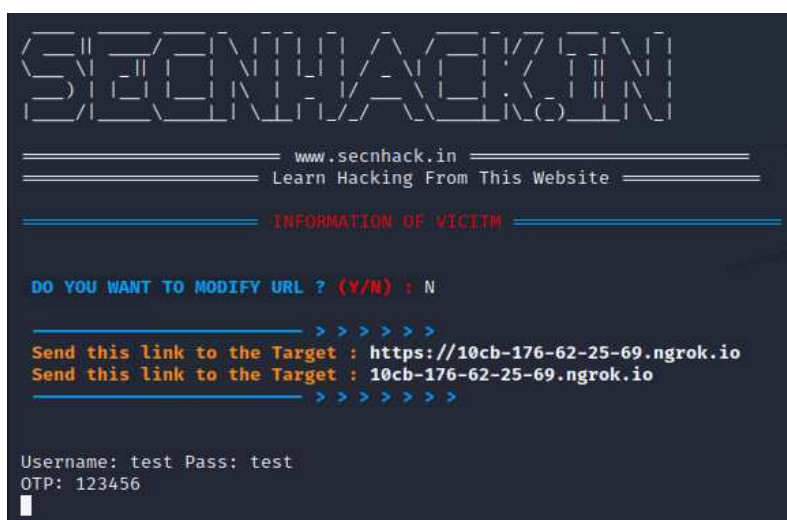 SECNHACK.IN
www.secnhack.in
Learn Hacking From This Website
INFORMATION OF VICITM
DO YOU WANT TO MODIFY URL ? (Y/N) : N
> > > > > >
Send this link to the Target : https://10cb-176-62-25-69.ngrok.io
Send this link to the Target : 10cb-176-62-25-69.ngrok.io
> > > > > > >
Username: test Pass: test
OTP: 123456